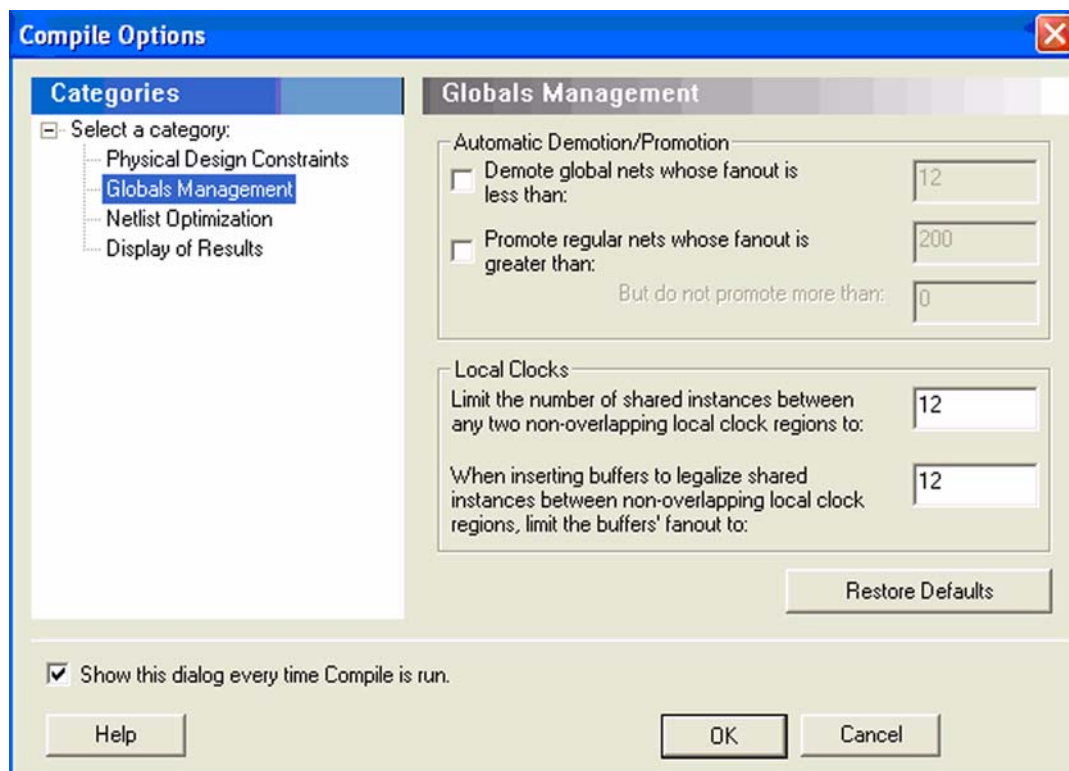 Compile Options
Categories
Select a category:
Physical Design Constraints
Globals Management
Netlist Optimization
Display of Results
Globals Management
Automatic Demotion/Promotion
Demote global nets whose fanout is
less than:
12
Promote regular nets whose fanout is
greater than:
200
But do not promote more than:
0
Local Clocks
Limit the number of shared instances between
any two non-overlapping local clock regions to:
12
When inserting buffers to legalize shared
instances between non-overlapping local clock
regions, limit the buffers' fanout to:
12
Restore Defaults
Show this dialog every time Compile is run.
Help
OK
Cancel